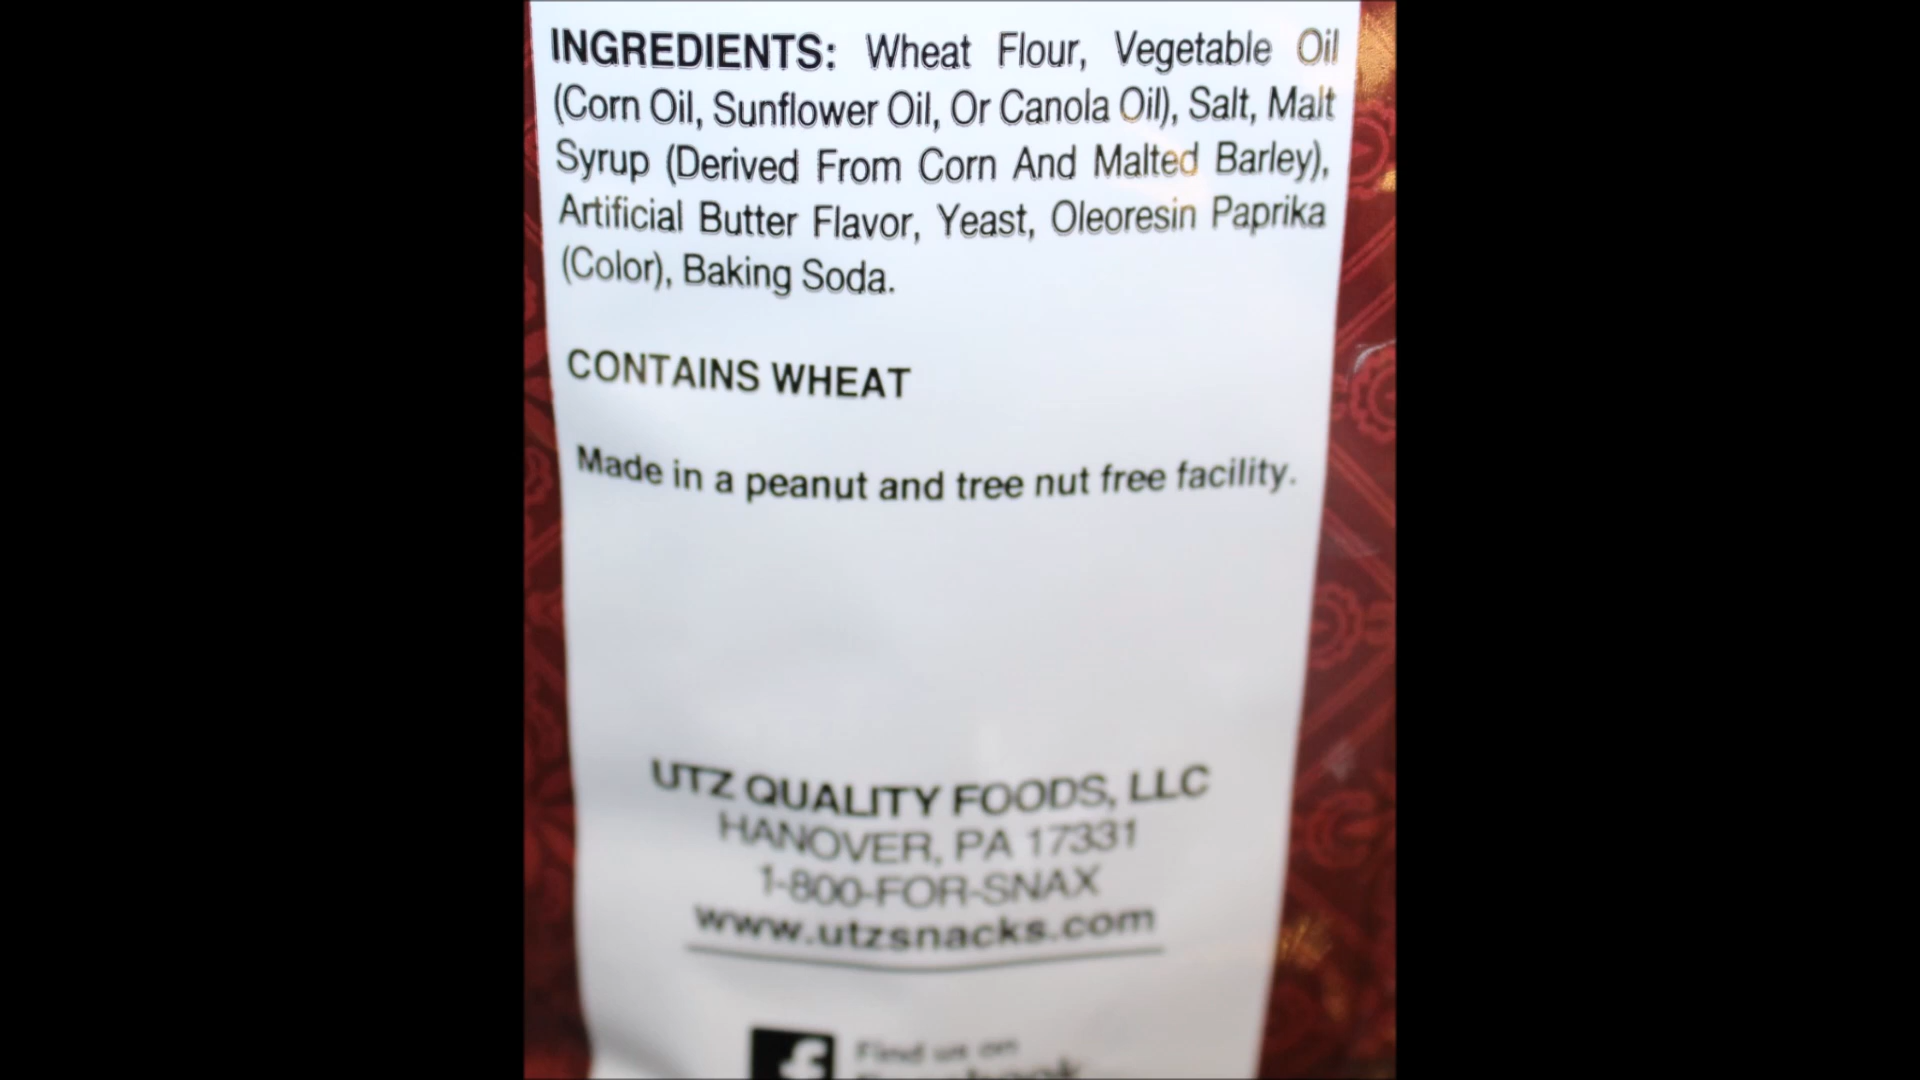 INGREDIENTS: Wheat Flour, Vegetable Oil
(Corn Oil, Sunflower Oil, Or Canola Oil), Salt, Malt
Syrup (Derived From Corn And Malted Barley),
Artificial Butter Flavor, Yeast, Oleoresin Paprika
(Color), Baking Soda.
CONTAINS WHEAT
Made in a peanut and tree nut free facility.
UTZ QUALITY FOODS, LLC
HANOVER, PA 17331
1-800-FOR-SNAX
www.utzsnacks.com
f
Find us on